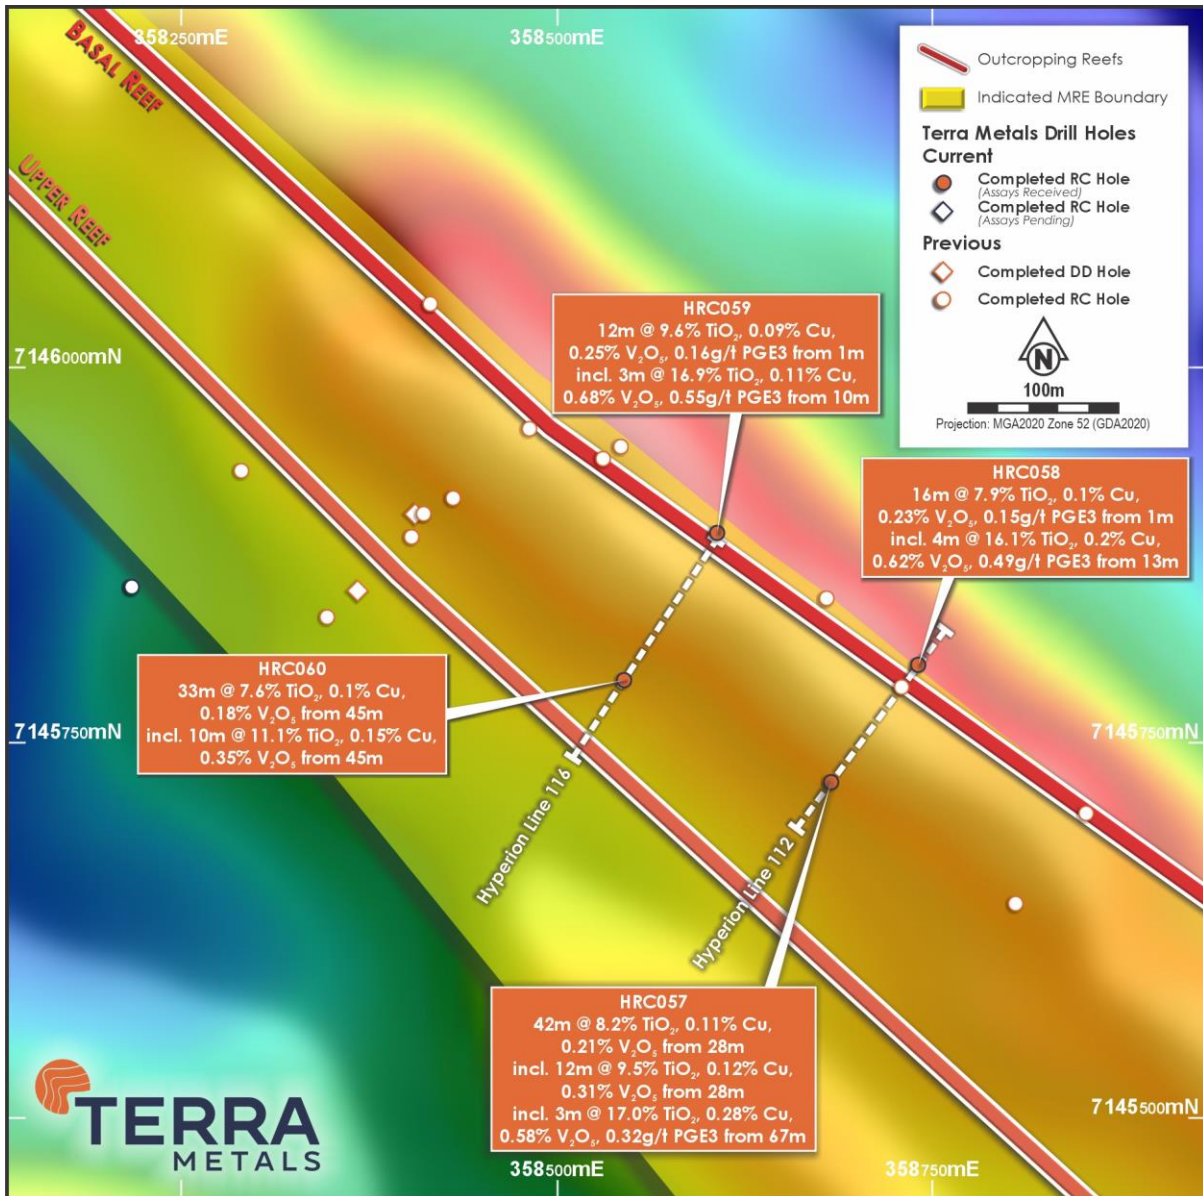 358250mE
358500mE
BASAL REEF
UPPER REEF
Outcropping Reefs
Indicated MRE Boundary
Terra Metals Drill Holes
Current
Completed RC Hole
(Assays Received)
Completed RC Hole
(Assays Pending)
Previous
Completed DD Hole
Completed RC Hole
N
100m
Projection: MGA2020 Zone 52 (GDA2020)
7146000mN
HRC059
12m @ 9.6% TiO₂, 0.09% Cu,
0.25% V₂O₅, 0.16g/t PGE3 from 1m
incl. 3m @ 16.9% TiO₂, 0.11% Cu,
0.68% V₂O₅, 0.55g/t PGE3 from 10m
HRC058
16m @ 7.9% TiO₂, 0.1% Cu,
0.23% V₂O₅, 0.15g/t PGE3 from 1m
incl. 4m @ 16.1% TiO₂, 0.2% Cu,
0.62% V₂O₅, 0.49g/t PGE3 from 13m
HRC060
33m @ 7.6% TiO₂, 0.1% Cu,
0.18% V₂O₅ from 45m
incl. 10m @ 11.1% TiO₂, 0.15% Cu,
0.35% V₂O₅ from 45m
7145750mN
7145750mN
Hyperion Line 116
Hyperion Line 112
HRC057
42m @ 8.2% TiO₂, 0.11% Cu,
0.21% V₂O₅ from 28m
incl. 12m @ 9.5% TiO₂, 0.12% Cu,
0.31% V₂O₅ from 28m
incl. 3m @ 17.0% TiO₂, 0.28% Cu,
0.58% V₂O₅, 0.32g/t PGE3 from 67m
7145500mN
TERRA
METALS
358500mE
358750mE